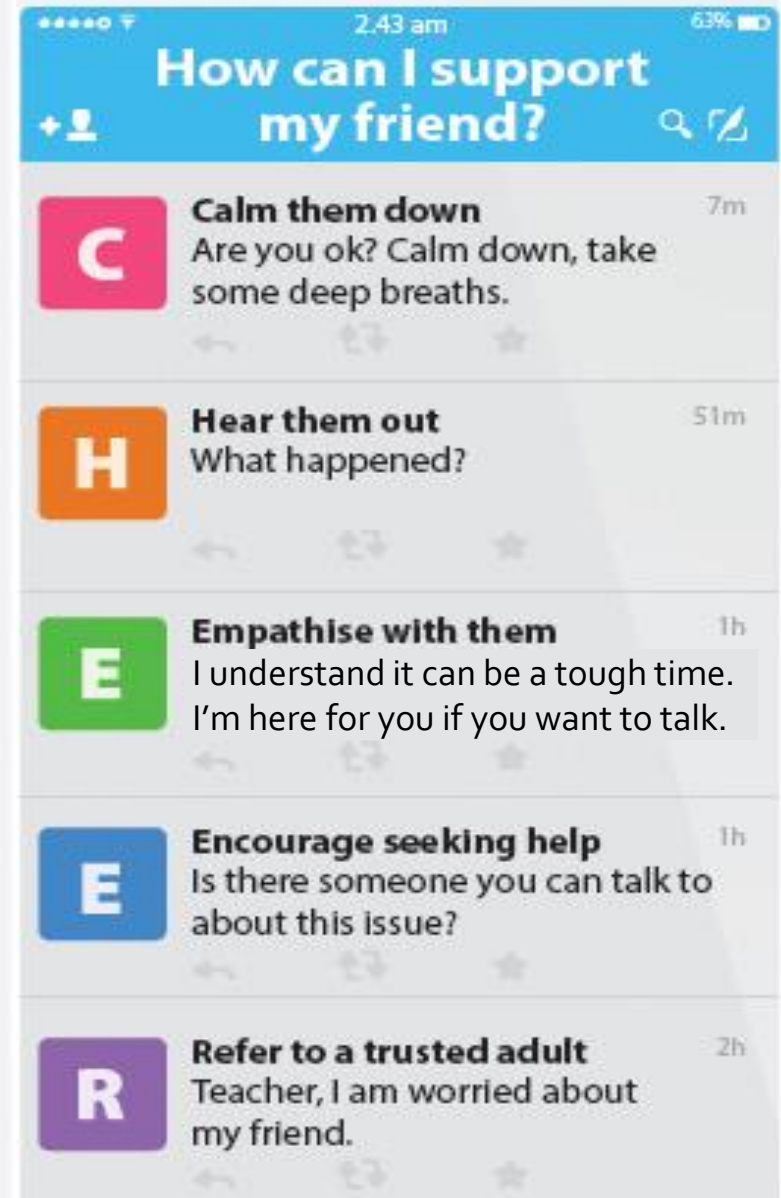 2.43 am
63%
How can I support
my friend?
C
Calm them down
7m
Are you ok? Calm down, take
some deep breaths.
H
Hear them out
51m
What happened?
E
Empathise with them
1h
I understand it can be a tough time.
I'm here for you if you want to talk.
E
Encourage seeking help
1h
Is there someone you can talk to
about this issue?
R
Refer to a trusted adult
2h
Teacher, I am worried about
my friend.